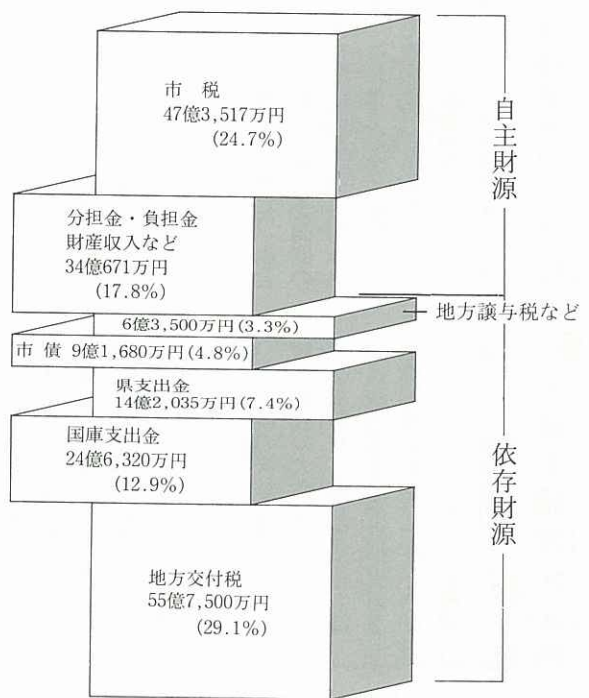 市 税
47億3,517万円
(24.7%)
自主財源
分担金・負担金
財産収入など
34億671万円
(17.8%)
6億3,500万円(3.3%)
地方譲与税など
市 債 9億1,680万円(4.8%)
県支出金
14億2,035万円(7.4%)
国庫支出金
24億6,320万円
(12.9%)
依存財源
地方交付税
55億7,500万円
(29.1%)